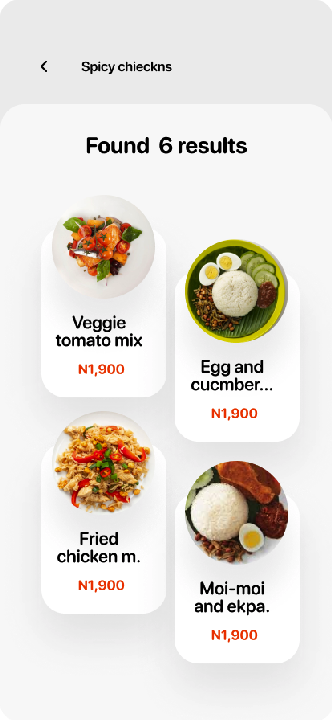 Spicy chieckns
Found 6 results
Veggie
tomato mix
N1,900
Egg and
cucmber...
N1,900
Fried
chicken m.
N1,900
Moi-moi
and ekpa.
N1,900